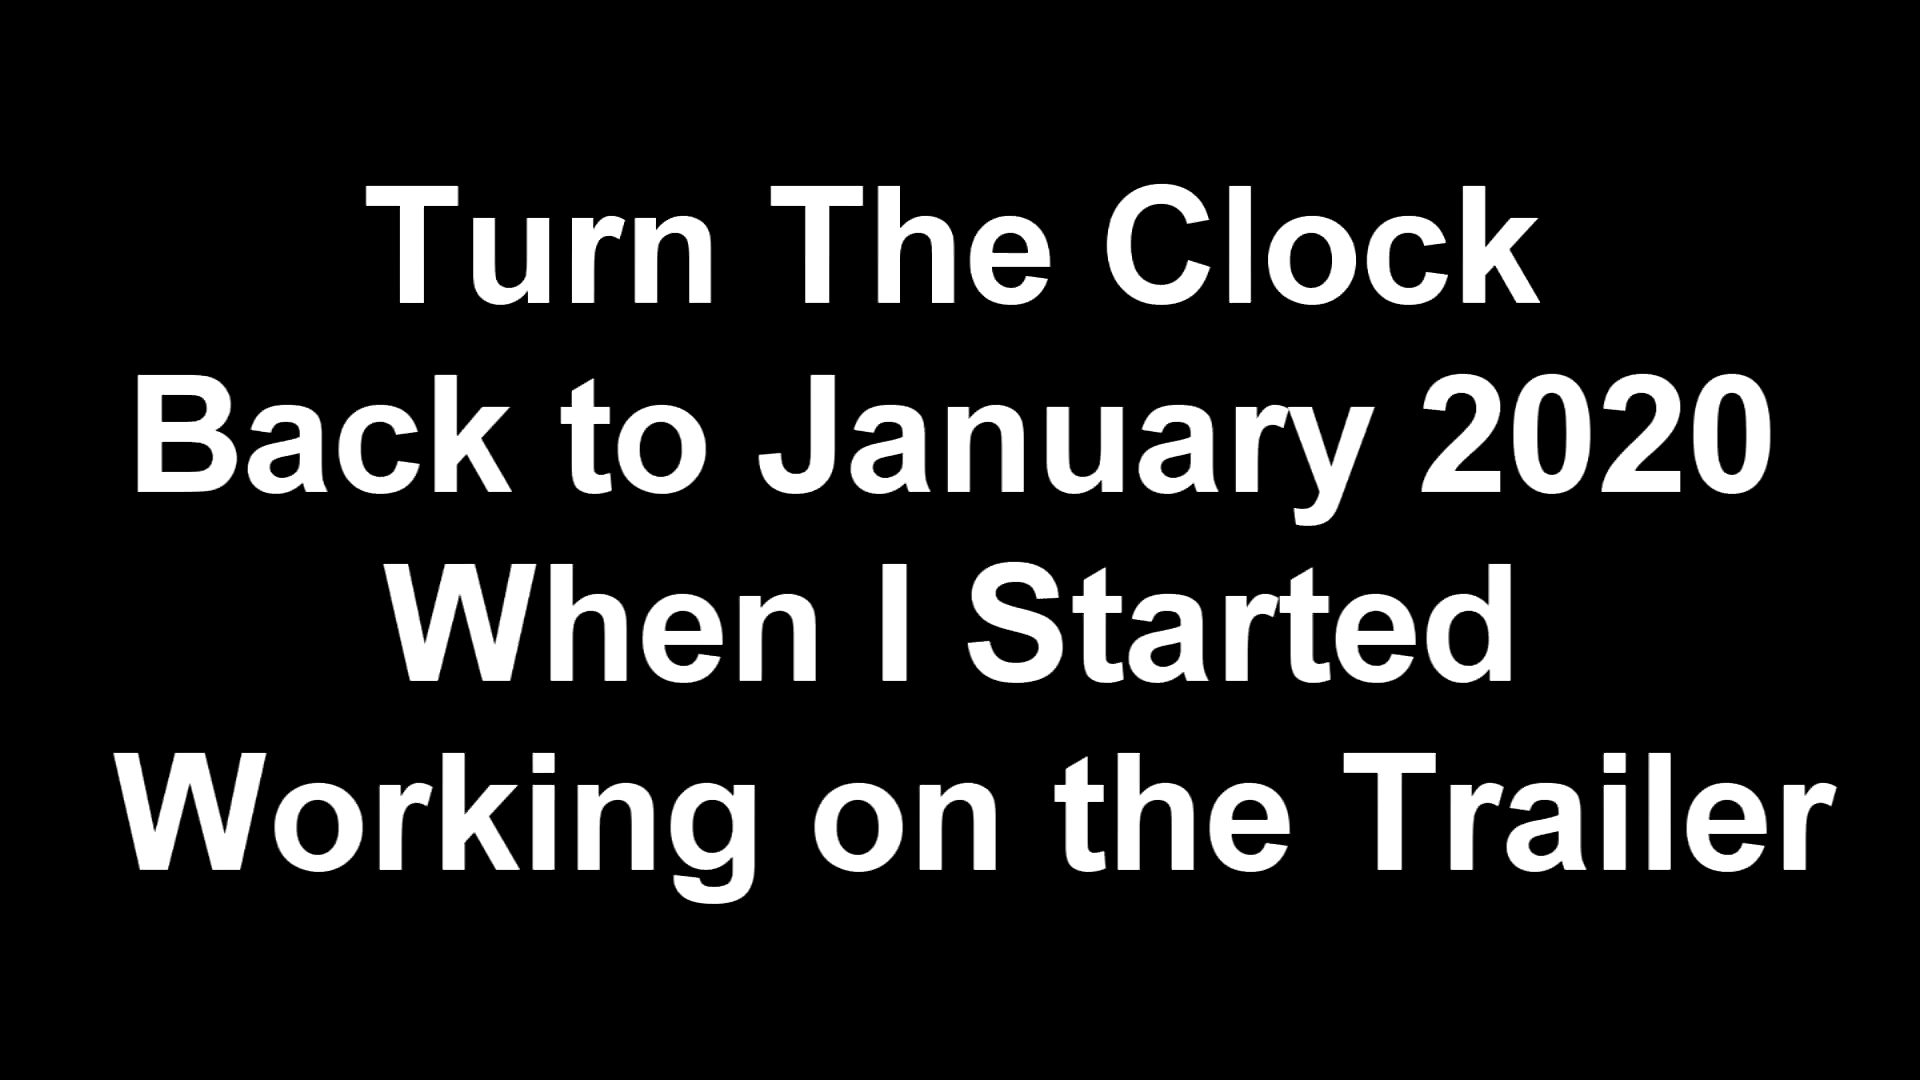 Turn The Clock
Back to January 2020
When I Started
Working on the Trailer